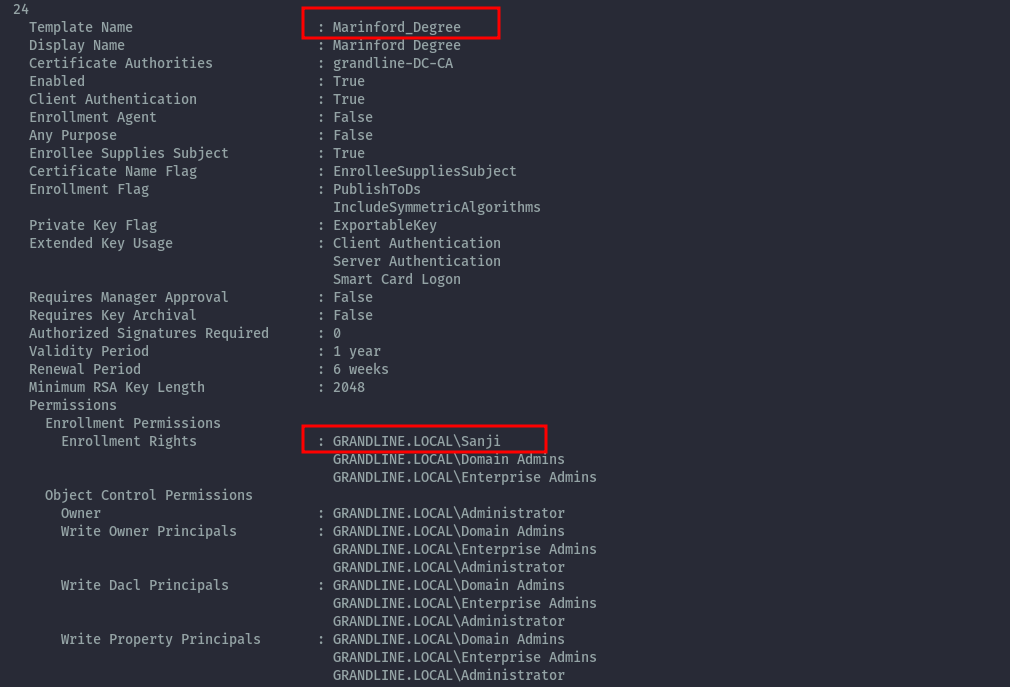 24
Template Name : Marinford_Degree
Display Name : Marinford Degree
Certificate Authorities : grandline-DC-CA
Enabled : True
Client Authentication : True
Enrollment Agent : False
Any Purpose : False
Enrollee Supplies Subject : True
Certificate Name Flag : EnrolleeSuppliesSubject
Enrollment Flag : PublishToDs
IncludeSymmetricAlgorithms
Private Key Flag : ExportableKey
Extended Key Usage : Client Authentication
Server Authentication
Smart Card Logon
Requires Manager Approval : False
Requires Key Archival : False
Authorized Signatures Required : 0
Validity Period : 1 year
Renewal Period : 6 weeks
Minimum RSA Key Length : 2048
Permissions
Enrollment Permissions
Enrollment Rights : GRANDLINE.LOCAL\Sanji
GRANDLINE.LOCAL\Domain Admins
GRANDLINE.LOCAL\Enterprise Admins
Object Control Permissions
Owner : GRANDLINE.LOCAL\Administrator
Write Owner Principals : GRANDLINE.LOCAL\Domain Admins
GRANDLINE.LOCAL\Enterprise Admins
GRANDLINE.LOCAL\Administrator
Write Dacl Principals : GRANDLINE.LOCAL\Domain Admins
GRANDLINE.LOCAL\Enterprise Admins
GRANDLINE.LOCAL\Administrator
Write Property Principals : GRANDLINE.LOCAL\Domain Admins
GRANDLINE.LOCAL\Enterprise Admins
GRANDLINE.LOCAL\Administrator